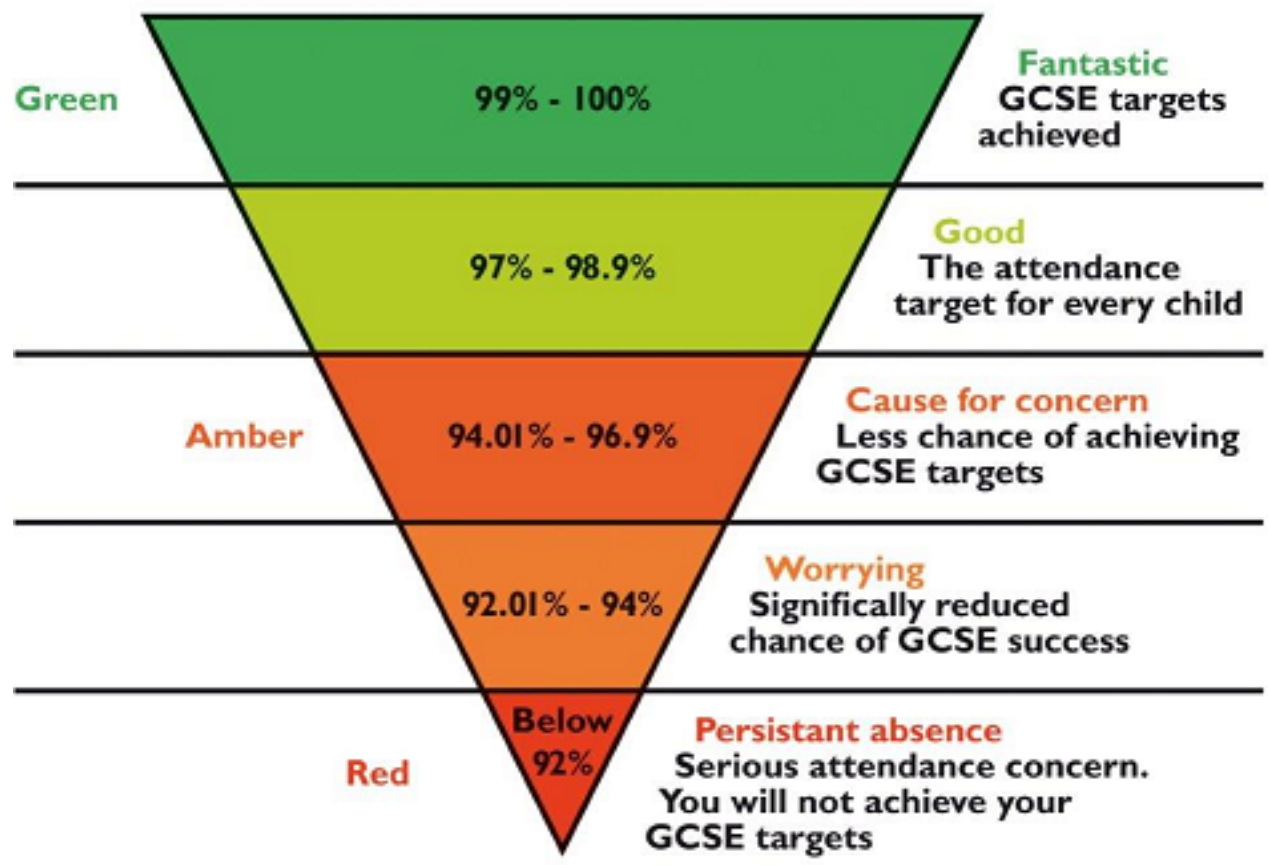 Green
99% - 100%
Fantastic
GCSE targets
achieved
97% - 98.9%
Good
The attendance
target for every child
Amber
94.01% - 96.9%
Cause for concern
Less chance of achieving
GCSE targets
92.01% - 94%
Worrying
Significally reduced
chance of GCSE success
Red
Below
92%
Persistant absence
Serious attendance concern.
You will not achieve your
GCSE targets